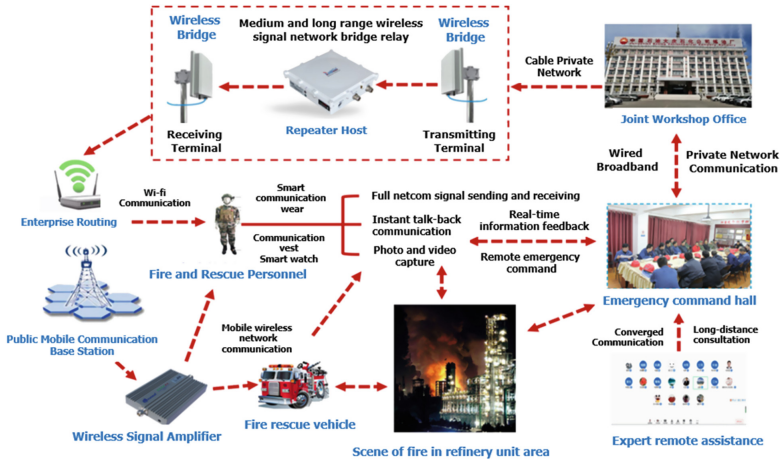 Wireless
Bridge
Medium and long range wireless
signal network bridge relay
Wireless
Bridge
Cable Private
Network
Receiving
Terminal
Repeater Host
Transmitting
Terminal
Joint Workshop Office
Wired
Broadband
Private Network
Communication
Wi-fi
Communication
Enterprise Routing
Smart
communication
wear
Communication
vest
Smart watch
Fire and Rescue Personnel
Full netcom signal sending and receiving
Instant talk-back
communication
Photo and video
capture
Real-time
information feedback
Remote emergency
command
Emergency command hall
Public Mobile Communication
Base Station
Mobile wireless
network
communication
Converged
Communication
Long-distance
consultation
Wireless Signal Amplifier
Fire rescue vehicle
Scene of fire in refinery unit area
Expert remote assistance